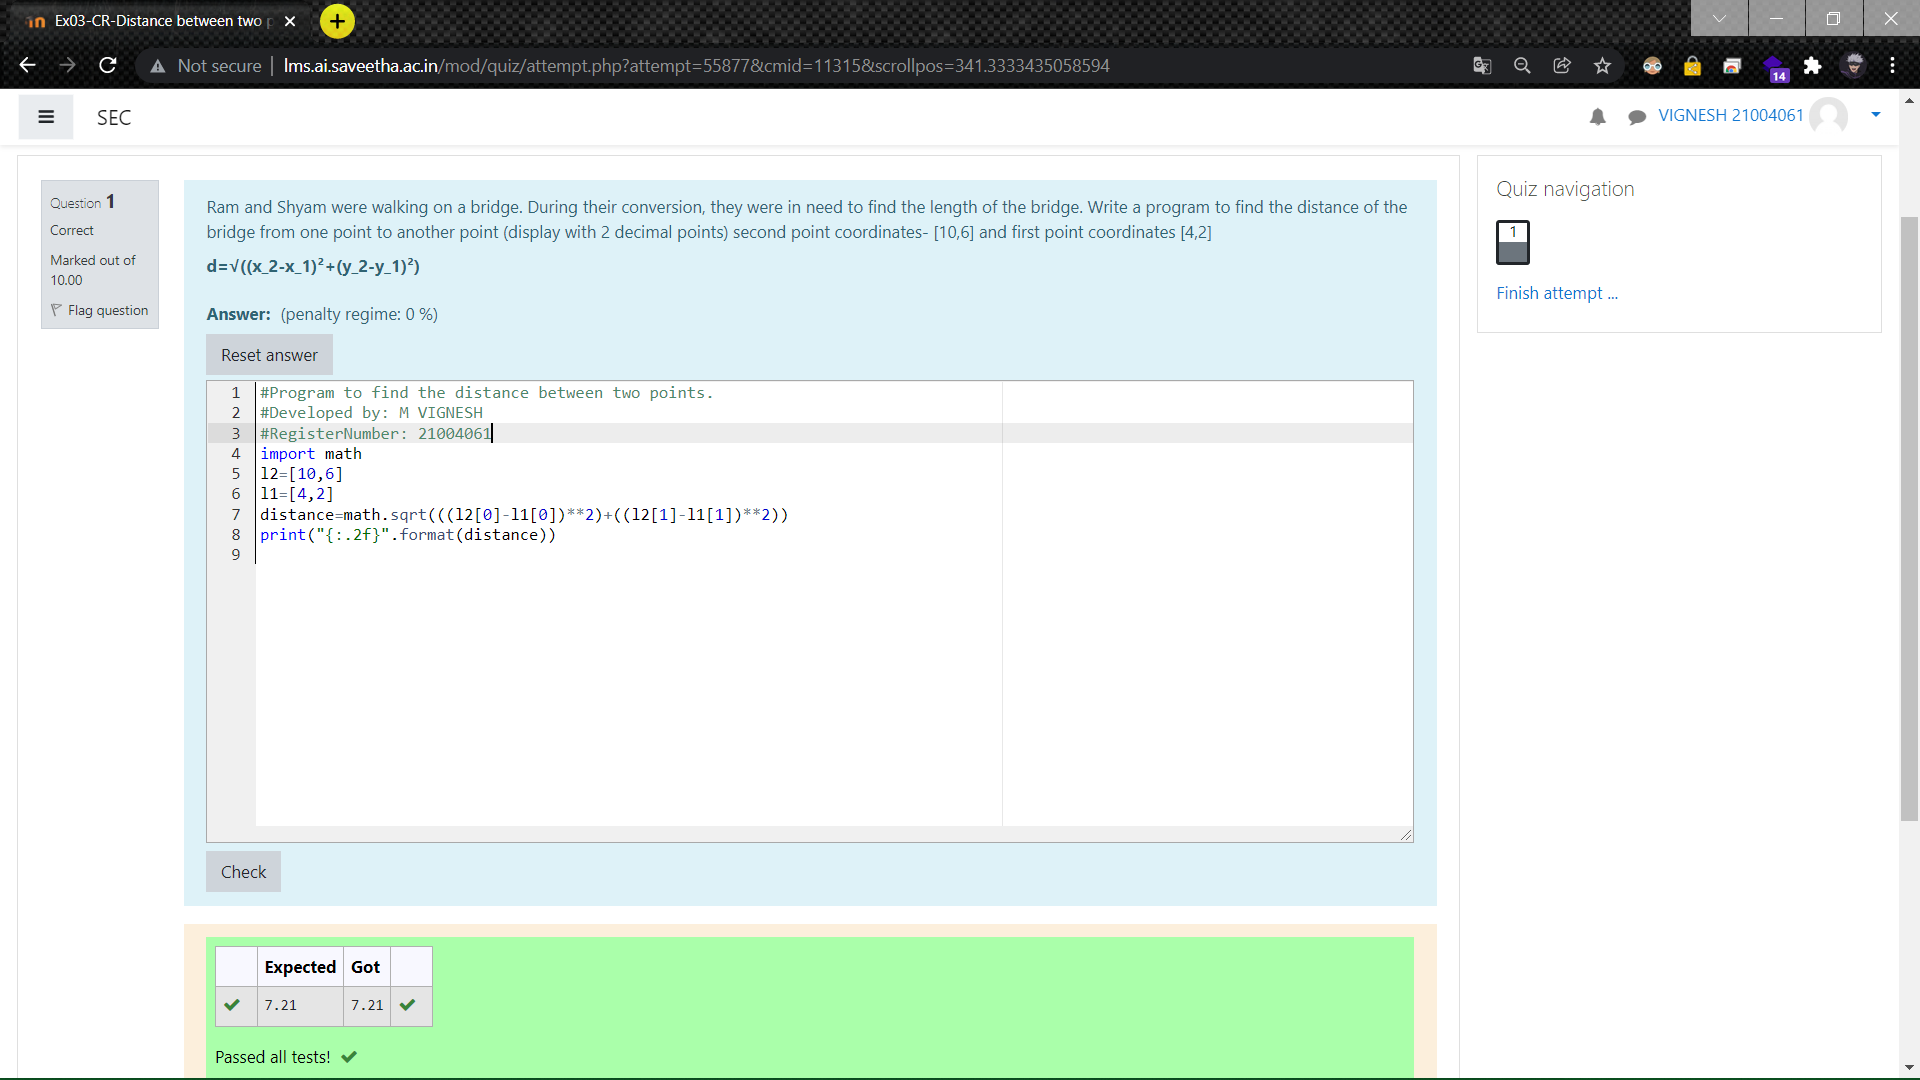 Ex03-CR-Distance between two p
Not secure | lms.ai.saveetha.ac.in/mod/quiz/attempt.php?attempt=55877&cmid=11315&scrollpos=341.3333435058594
14
SEC
VIGNESH 21004061
Question 1
Correct
Marked out of
10.00
Flag question
Ram and Shyam were walking on a bridge. During their conversion, they were in need to find the length of the bridge. Write a program to find the distance of the
bridge from one point to another point (display with 2 decimal points) second point coordinates- [10,6] and first point coordinates [4,2]
d=√((x_2-x_1)²+(y_2-y_1)²)
Answer: (penalty regime: 0 %)
Reset answer
1 #Program to find the distance between two points.
2 #Developed by: M VIGNESH
3 #RegisterNumber: 21004061
4 import math
5 l2=[10,6]
6 l1=[4,2]
7 distance=math.sqrt(((l2[0]-l1[0])**2)+((l2[1]-l1[1])**2))
8 print("{:.2f}".format(distance))
9
Check
Expected Got
7.21 7.21
Passed all tests!
Quiz navigation
1
Finish attempt ...